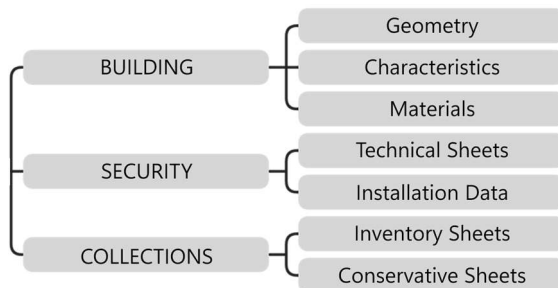 BUILDING
Geometry
Characteristics
Materials
SECURITY
Technical Sheets
Installation Data
COLLECTIONS
Inventory Sheets
Conservative Sheets